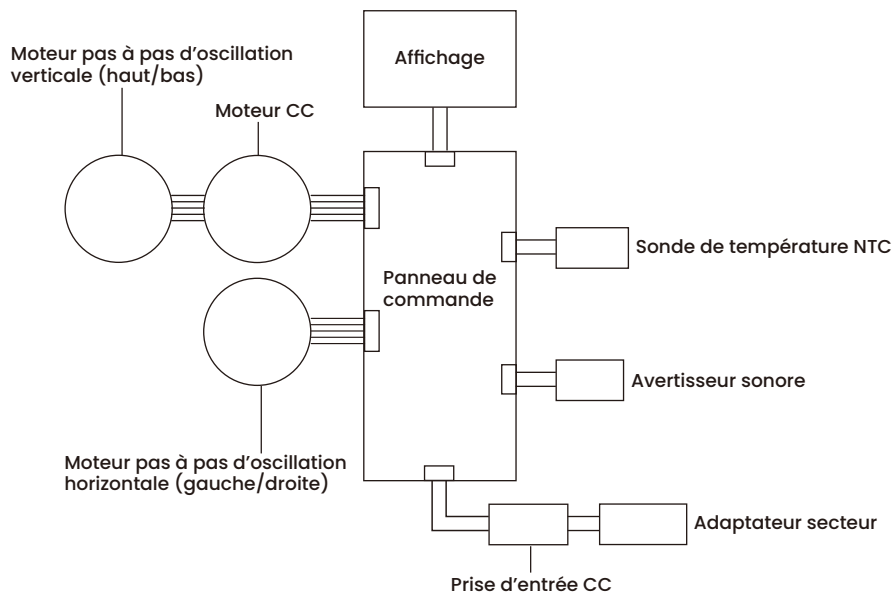 Moteur pas à pas d’oscillation
verticale (haut/bas)
Affichage
Moteur CC
Sonde de température NTC
Panneau de
commande
Avertisseur sonore
Moteur pas à pas d’oscillation
horizontale (gauche/droite)
Adaptateur secteur
Prise d’entrée CC